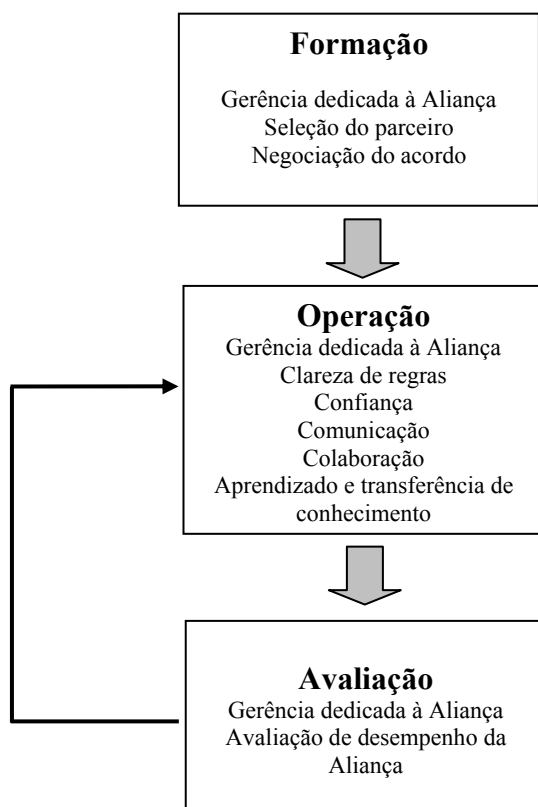 Formação
Gerência dedicada à Aliança
Seleção do parceiro
Negociação do acordo
Operação
Gerência dedicada à Aliança
Clareza de regras
Confiança
Comunicação
Colaboração
Aprendizado e transferência de
conhecimento
Avaliação
Gerência dedicada à Aliança
Avaliação de desempenho da
Aliança